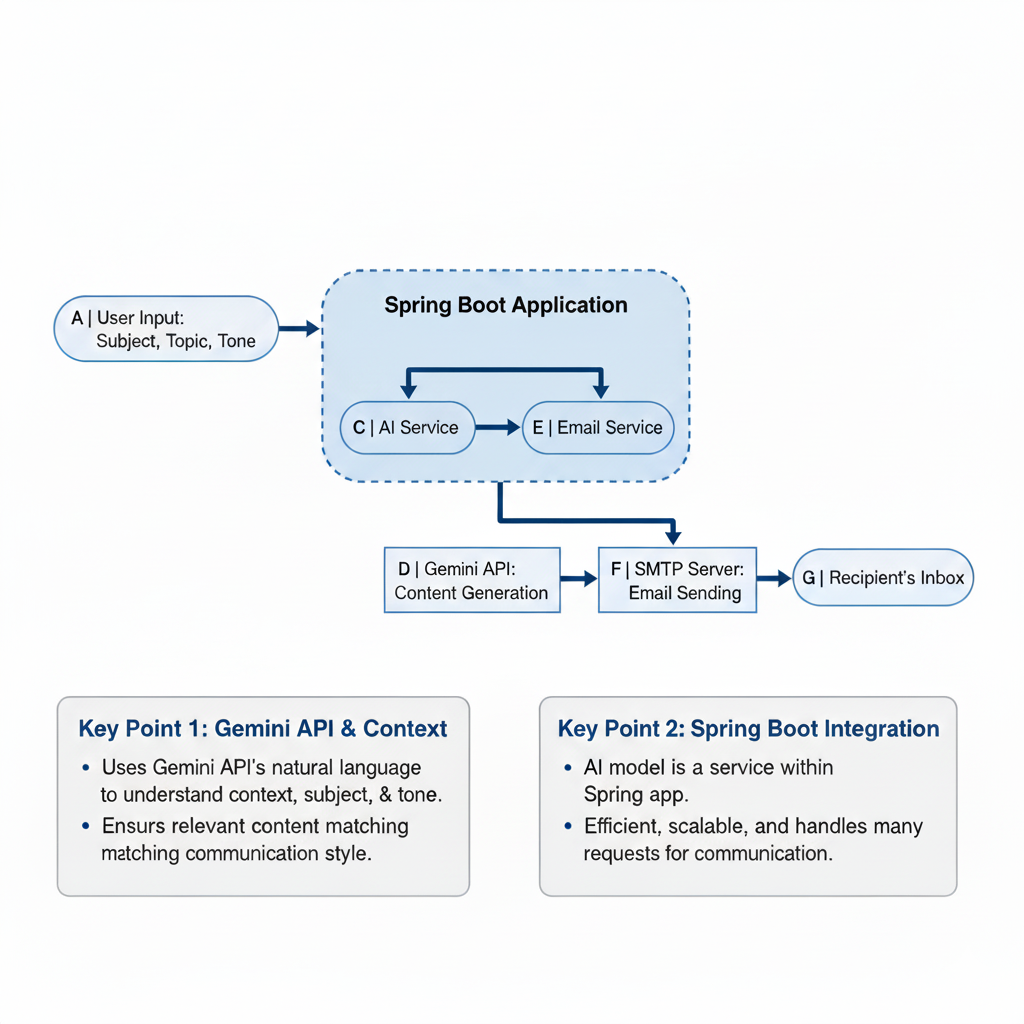 Spring Boot Application
A | User Input:
Subject, Topic, Tone
C | AI Service
E | Email Service
D | Gemini API:
Content Generation
F | SMTP Server:
Email Sending
G | Recipient's Inbox
Key Point 1: Gemini API & Context
• Uses Gemini API's natural language
to understand context, subject, & tone.
• Ensurs relevant content matching
matching communication style.
Key Point 2: Spring Boot Integration
• AI model is a service within
Spring app.
• Efficient, scalable, and handles many
requests for communication.